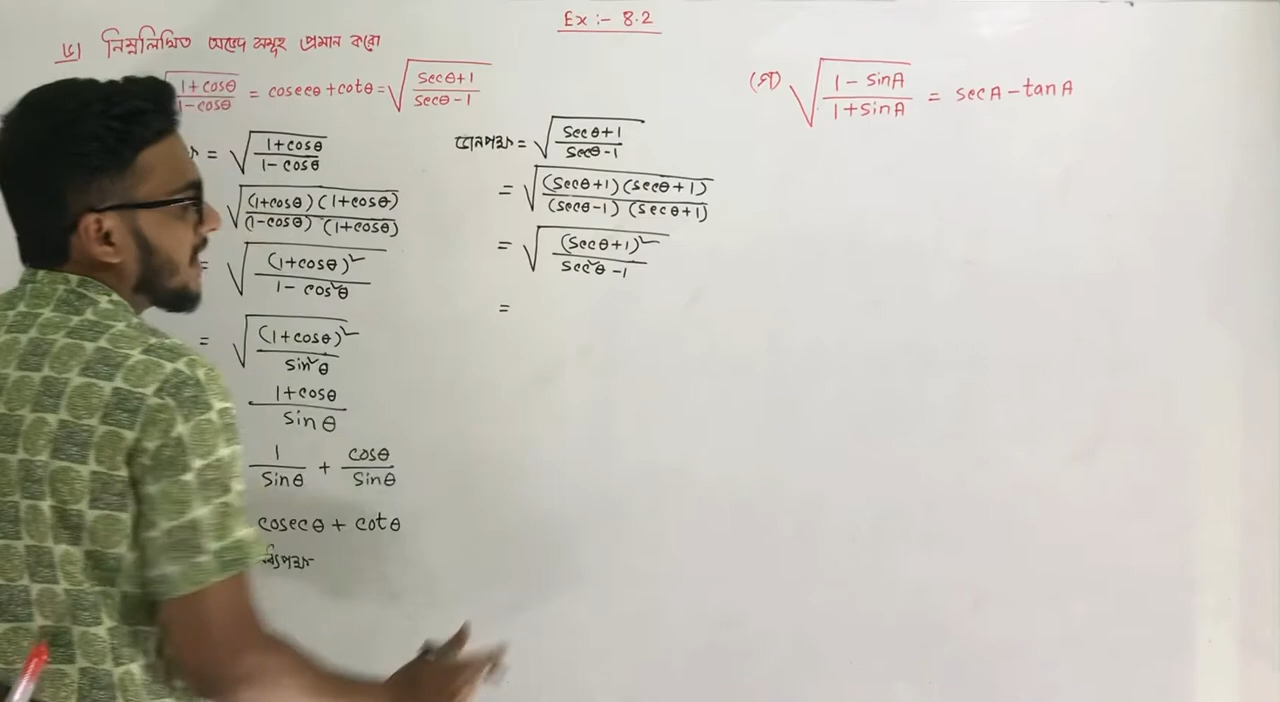 Ex :- 8.2
৬| নিম্নলিখিত অভেদ সমূহ প্রমান করো
√((1+cosθ)/(1-cosθ)) = cosecθ + cotθ = √((secθ+1)/(secθ-1))
= √((1+cosθ)/(1-cosθ))
√((1+cosθ)(1+cosθ)/(1-cosθ)(1+cosθ))
= √((1+cosθ)²/(1-cos²θ))
= √((1+cosθ)²/sin²θ)
(1+cosθ)/sinθ
1/sinθ + cosθ/sinθ
cosecθ + cotθ
= √((secθ+1)/(secθ-1))
= √((secθ+1)(secθ+1)/(secθ-1)(secθ+1))
= √((secθ+1)²/(sec²θ-1))
=
√((1-sinA)/(1+sinA)) = secA - tanA